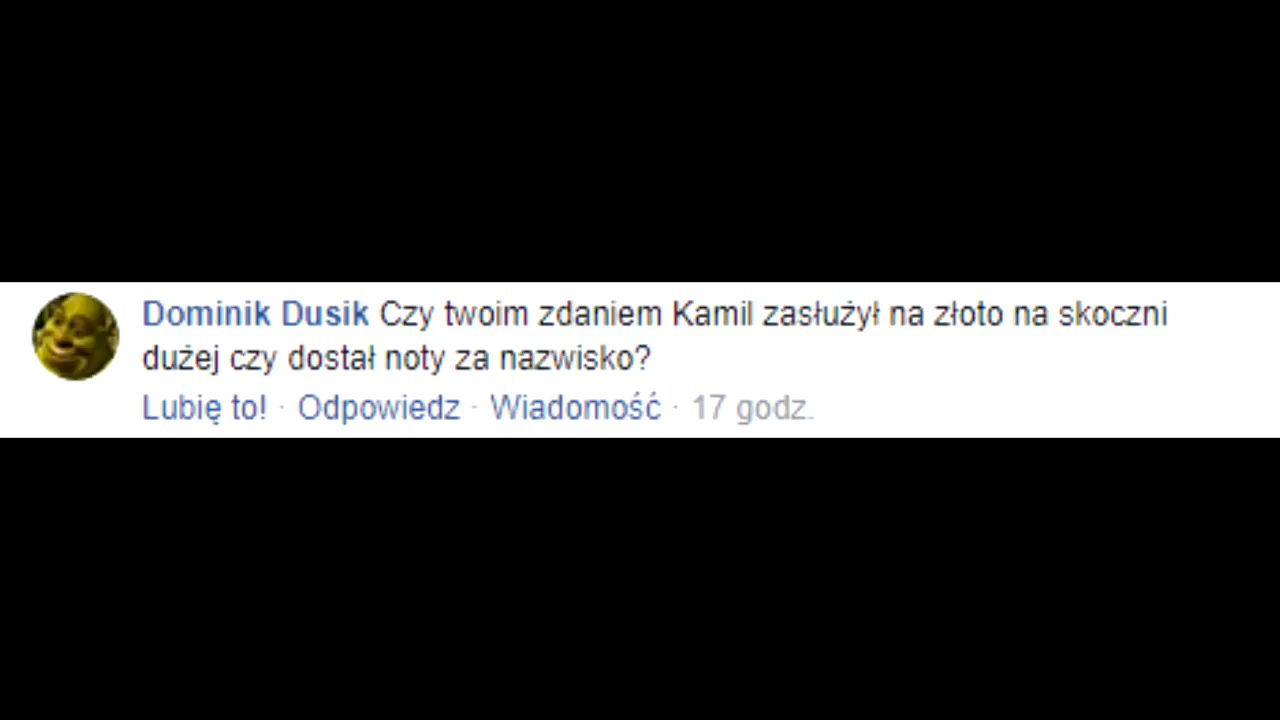 Dominik Dusik Czy twoim zdaniem Kamil zasłużył na złoto na skoczni
dużej czy dostał noty za nazwisko?
Lubię to! · Odpowiedz · Wiadomość · 17 godz.